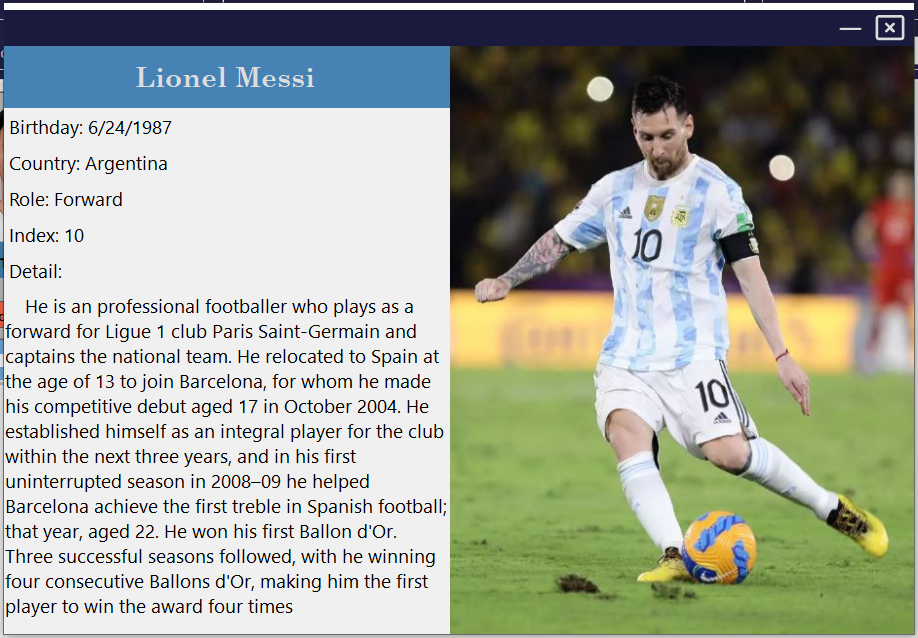 Lionel Messi
Birthday: 6/24/1987
Country: Argentina
Role: Forward
Index: 10
Detail:
He is an professional footballer who plays as a
forward for Ligue 1 club Paris Saint-Germain and
captains the national team. He relocated to Spain at
the age of 13 to join Barcelona, for whom he made
his competitive debut aged 17 in October 2004. He
established himself as an integral player for the club
within the next three years, and in his first
uninterrupted season in 2008–09 he helped
Barcelona achieve the first treble in Spanish football;
that year, aged 22. He won his first Ballon d'Or.
Three successful seasons followed, with he winning
four consecutive Ballons d'Or, making him the first
player to win the award four times
10
10